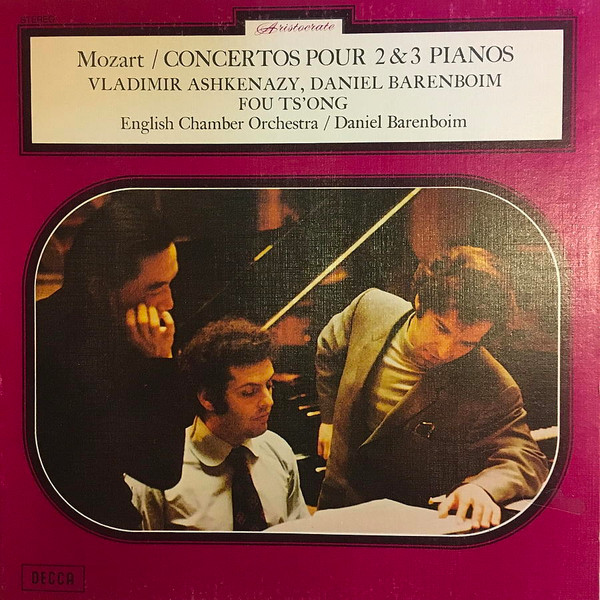 STEREO
Aristocrate
Mozart / CONCERTOS POUR 2 & 3 PIANOS
VLADIMIR ASHKENAZY, DANIEL BARENBOIM
FOU TS'ONG
English Chamber Orchestra / Daniel Barenboim
DECCA